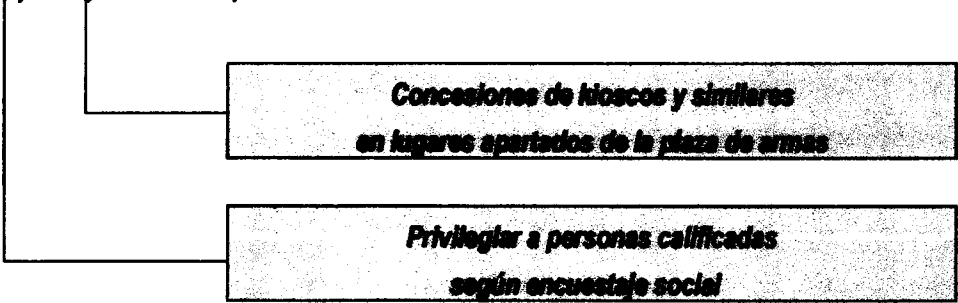 Concesiones de kioscos y similares
en lugares apartados de la plaza de armas
Privilegiar a personas calificadas
según encuestaje social